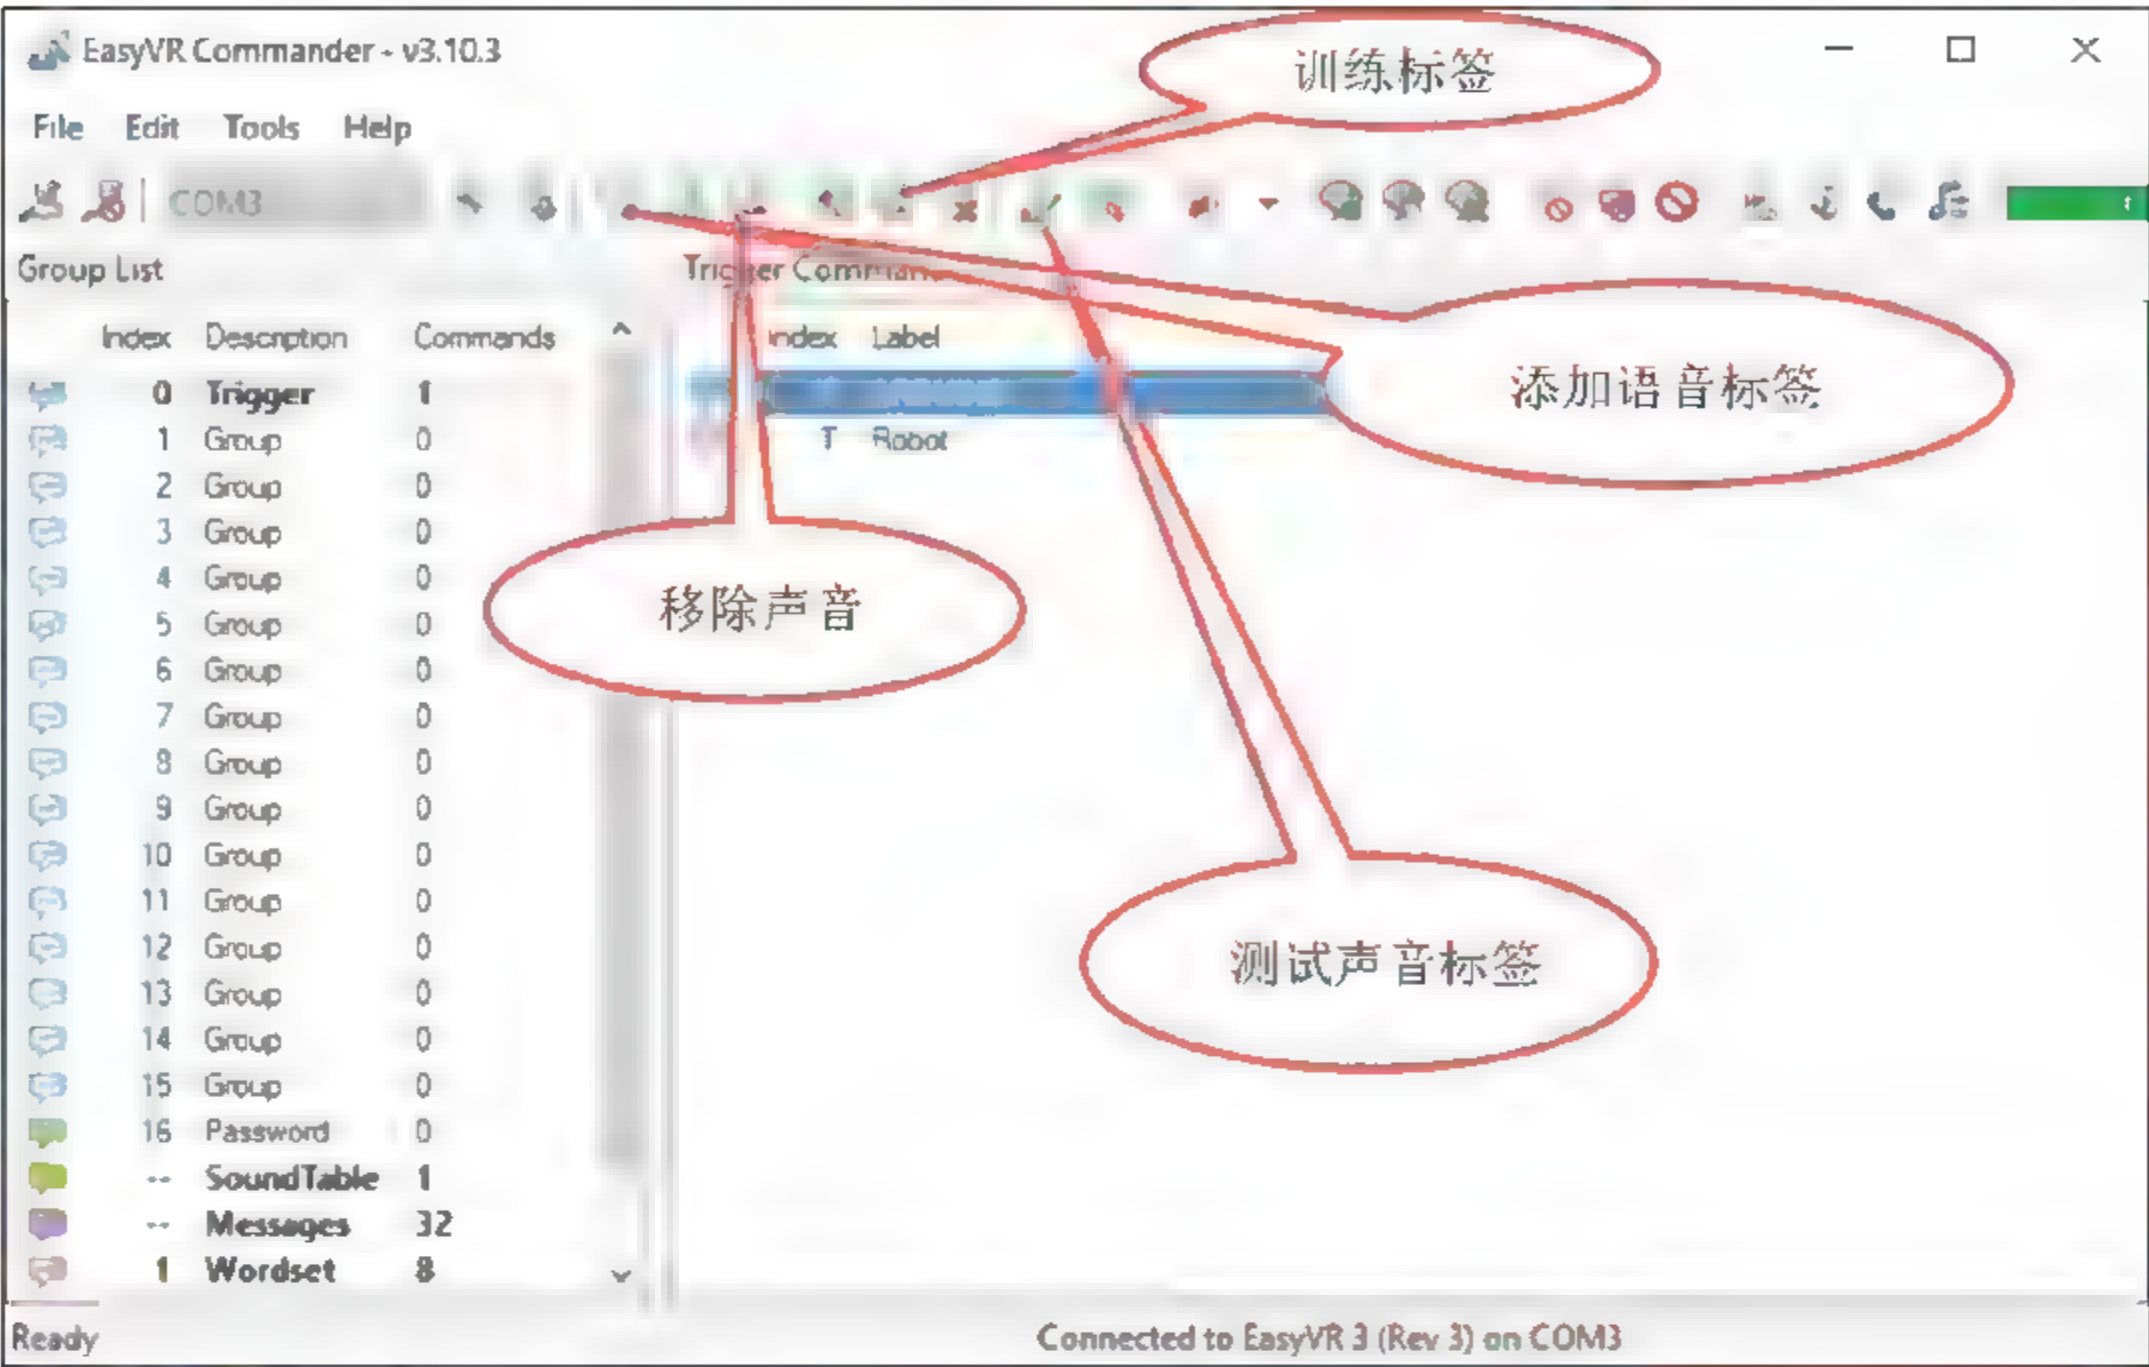 EasyVR Commander - v3.10.3
训练标签
File Edit Tools Help
COM3
Group List
Trigger
Index Description Commands
Index Label
0 Trigger 1
添加语音标签
1 Group 0
T Robot
2 Group 0
3 Group 0
4 Group 0
移除声音
5 Group 0
6 Group 0
7 Group 0
8 Group 0
9 Group 0
10 Group 0
11 Group 0
12 Group 0
测试声音标签
13 Group 0
14 Group 0
15 Group 0
16 Password 0
-- SoundTable 1
-- Messages 32
1 Wordset 8
Ready
Connected to EasyVR 3 (Rev 3) on COM3